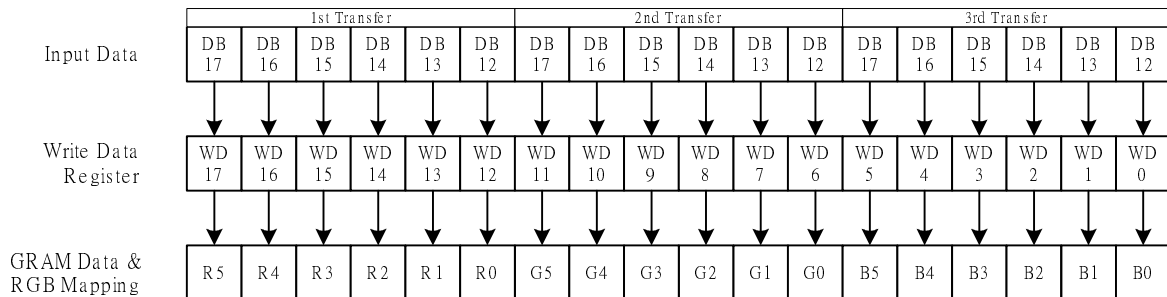 1st Transfer 2nd Transfer 3rd Transfer
Input Data DB 17 DB 16 DB 15 DB 14 DB 13 DB 12 DB 17 DB 16 DB 15 DB 14 DB 13 DB 12 DB 17 DB 16 DB 15 DB 14 DB 13 DB 12
Write Data Register WD 17 WD 16 WD 15 WD 14 WD 13 WD 12 WD 11 WD 10 WD 9 WD 8 WD 7 WD 6 WD 5 WD 4 WD 3 WD 2 WD 1 WD 0
GRAM Data & RGB Mapping R5 R4 R3 R2 R1 R0 G5 G4 G3 G2 G1 G0 B5 B4 B3 B2 B1 B0